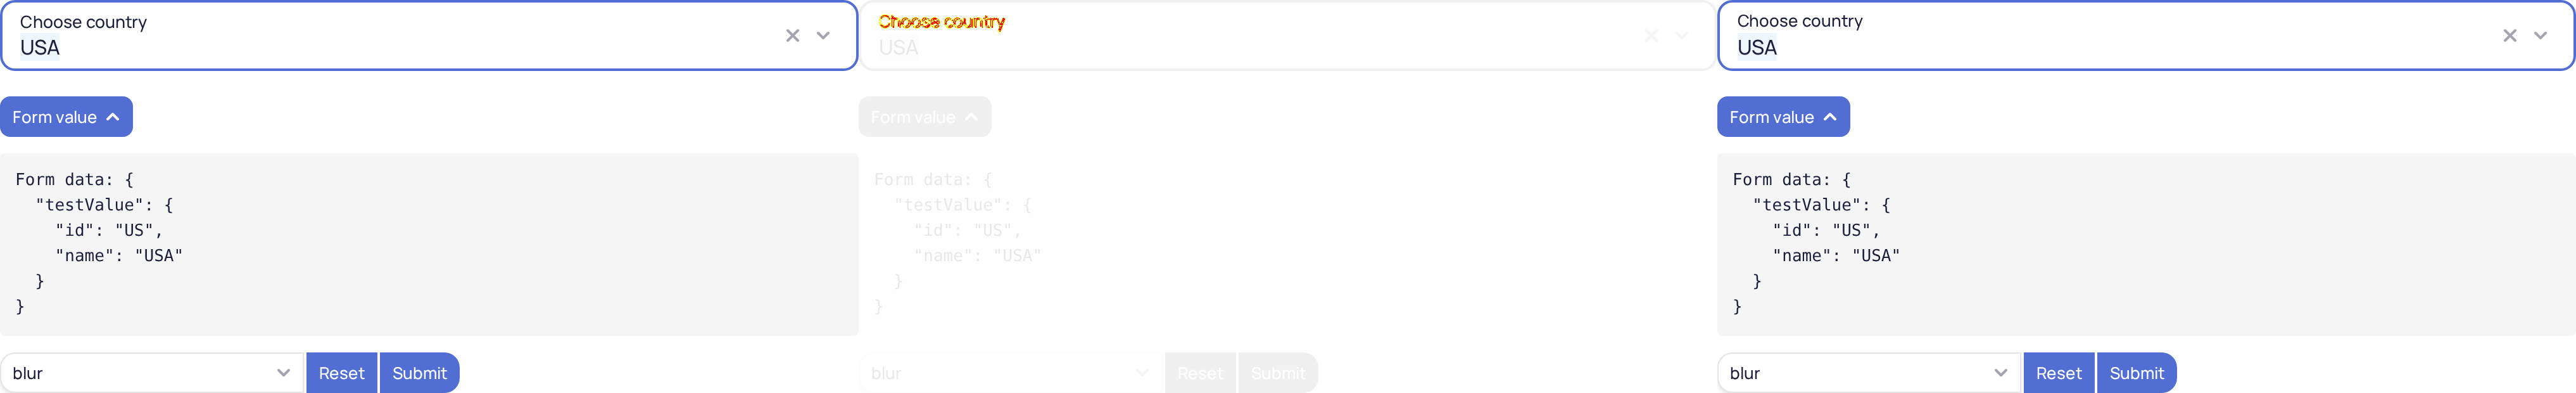 Choose country
USA
Form value
Form data: {
  "testValue": {
    "id": "US",
    "name": "USA"
  }
}
blur
Reset
Submit
Choose country
USA
Form value
Form data: {
  "testValue": {
    "id": "US",
    "name": "USA"
  }
}
blur
Reset
Submit
Choose country
USA
Form value
Form data: {
  "testValue": {
    "id": "US",
    "name": "USA"
  }
}
blur
Reset
Submit